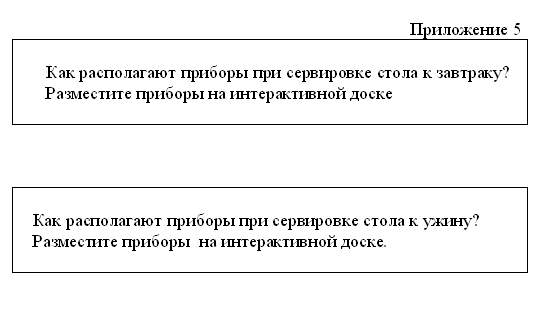 Приложение 5
Как располагают приборы при сервировке стола к завтраку?
Разместите приборы на интерактивной доске
Как располагают приборы при сервировке стола к ужину?
Разместите приборы на интерактивной доске.